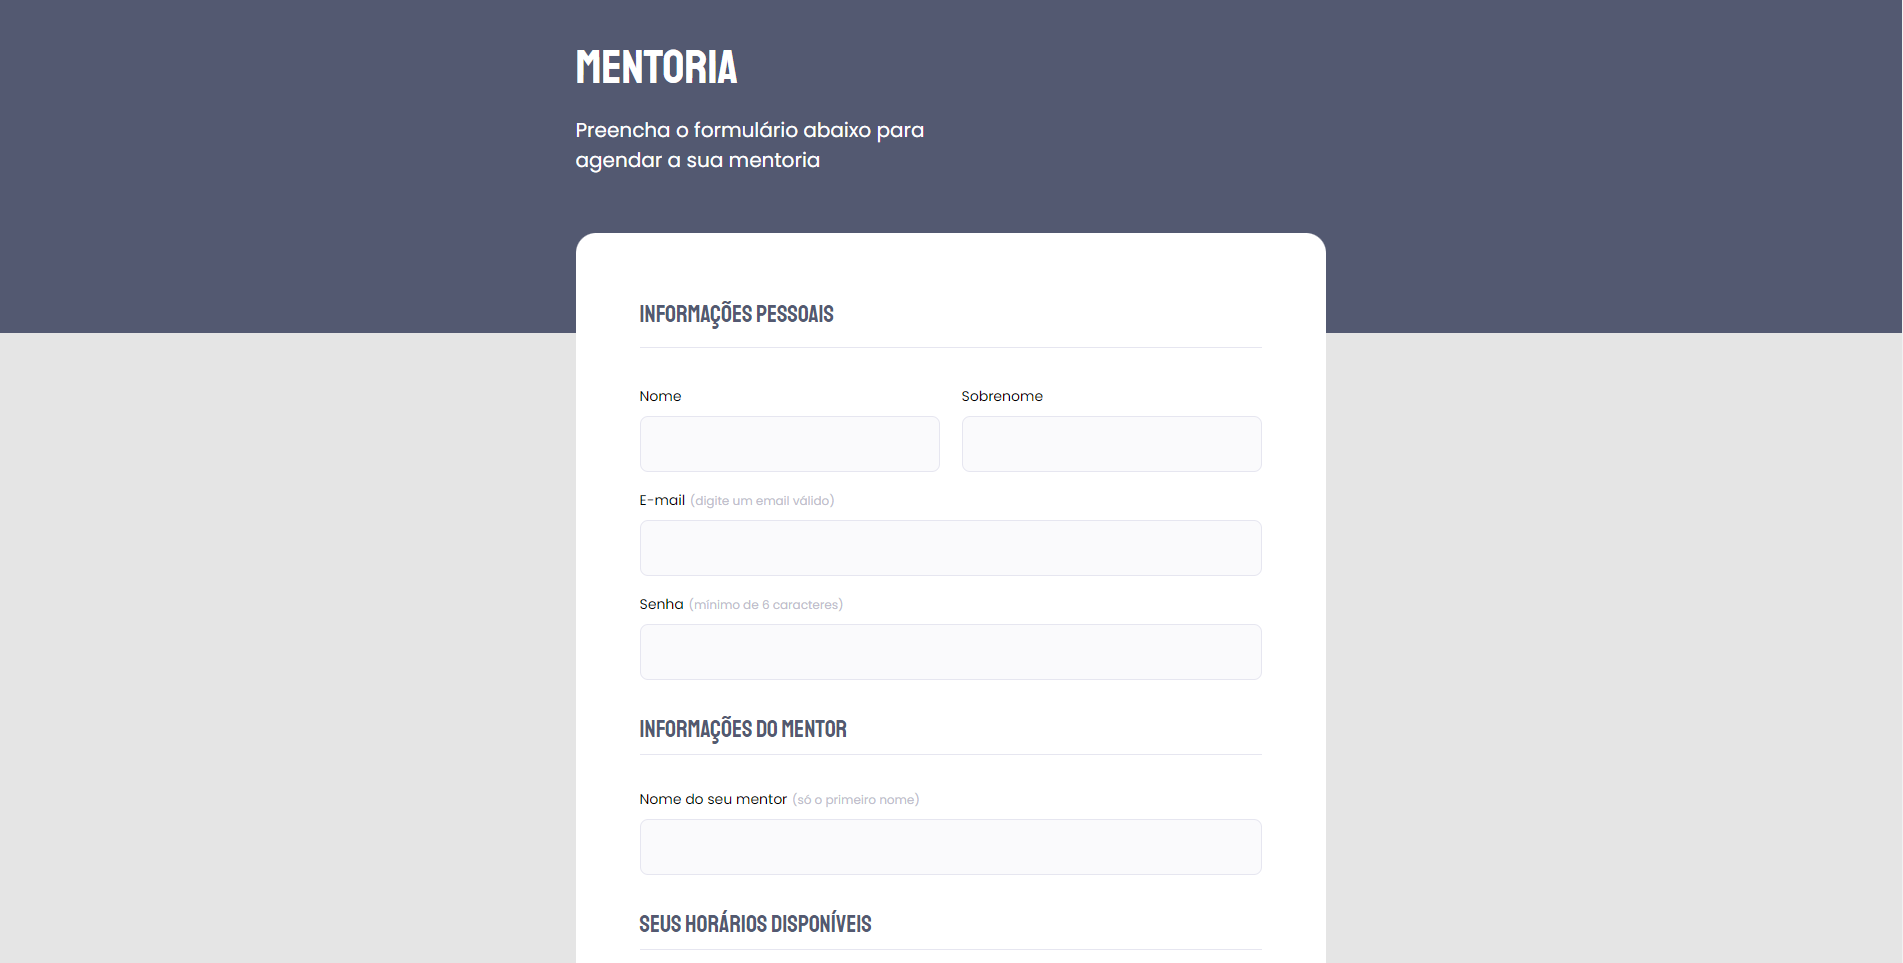 MENTORIA
Preencha o formulário abaixo para
agendar a sua mentoria
INFORMAÇÕES PESSOAIS
Nome
Sobrenome
E-mail (digite um email válido)
Senha (mínimo de 6 caracteres)
INFORMAÇÕES DO MENTOR
Nome do seu mentor (só o primeiro nome)
SEUS HORÁRIOS DISPONÍVEIS